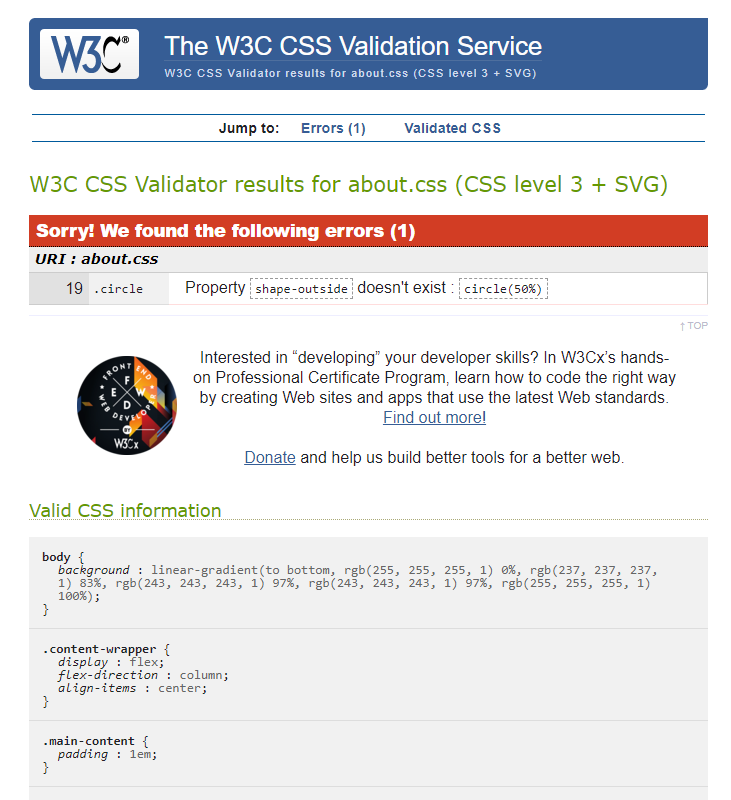 W3C®
The W3C CSS Validation Service
W3C CSS Validator results for about.css (CSS level 3 + SVG)
Jump to: Errors (1) Validated CSS
W3C CSS Validator results for about.css (CSS level 3 + SVG)
Sorry! We found the following errors (1)
URI : about.css
19 .circle Property shape-outside doesn't exist : circle(50%)
↑ TOP
FRONT END
WEB DEVELOPER
F
E W
D
BY
W3Cx
Interested in “developing” your developer skills? In W3Cx’s hands-
on Professional Certificate Program, learn how to code the right way
by creating Web sites and apps that use the latest Web standards.
Find out more!
Donate and help us build better tools for a better web.
Valid CSS information
body {
background : linear-gradient(to bottom, rgb(255, 255, 255, 1) 0%, rgb(237, 237, 237,
1) 83%, rgb(243, 243, 243, 1) 97%, rgb(243, 243, 243, 1) 97%, rgb(255, 255, 255, 1)
100%);
}
.content-wrapper {
display : flex;
flex-direction : column;
align-items : center;
}
.main-content {
padding : 1em;
}